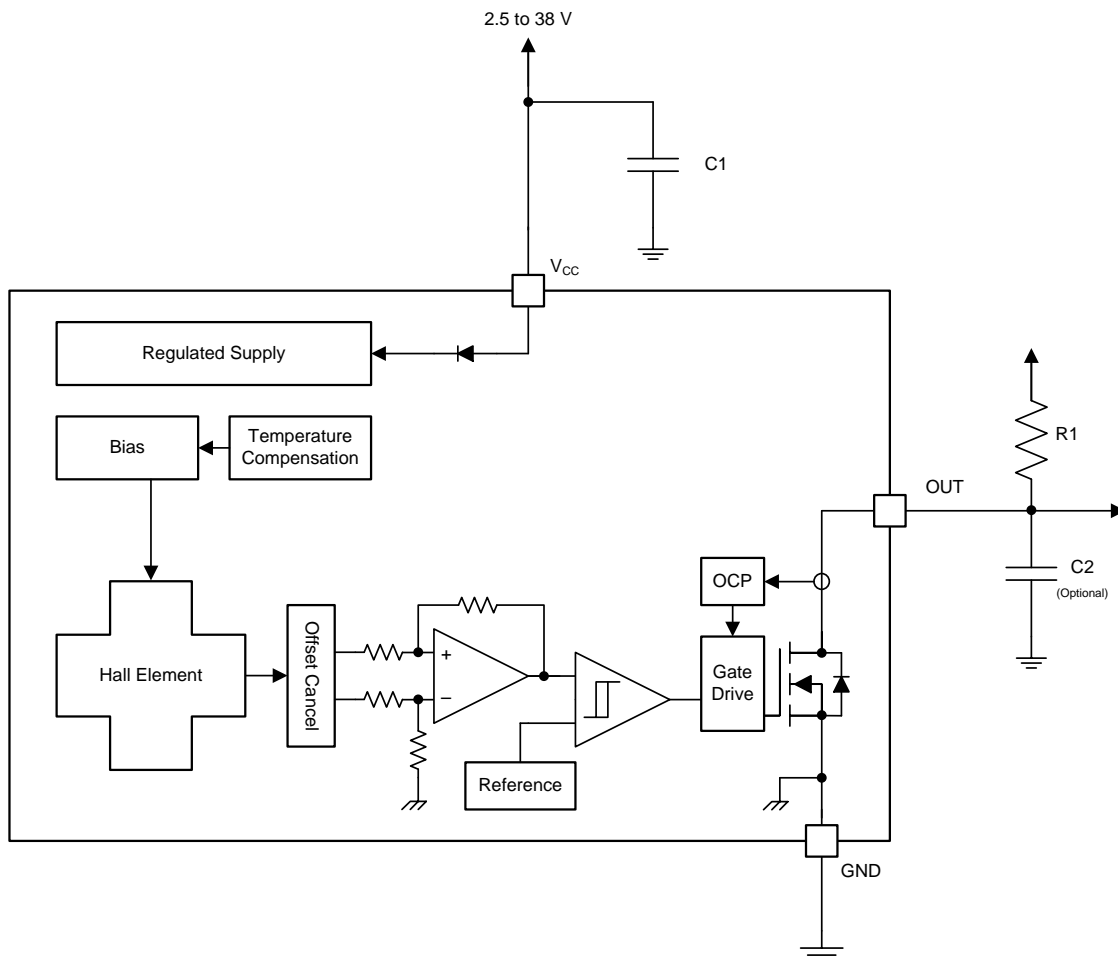 2.5 to 38 V
C1
VCC
Regulated Supply
Bias
Temperature
Compensation
R1
OUT
C2
(Optional)
OCP
Hall Element
Offset Cancel
+
–
Gate
Drive
Reference
GND